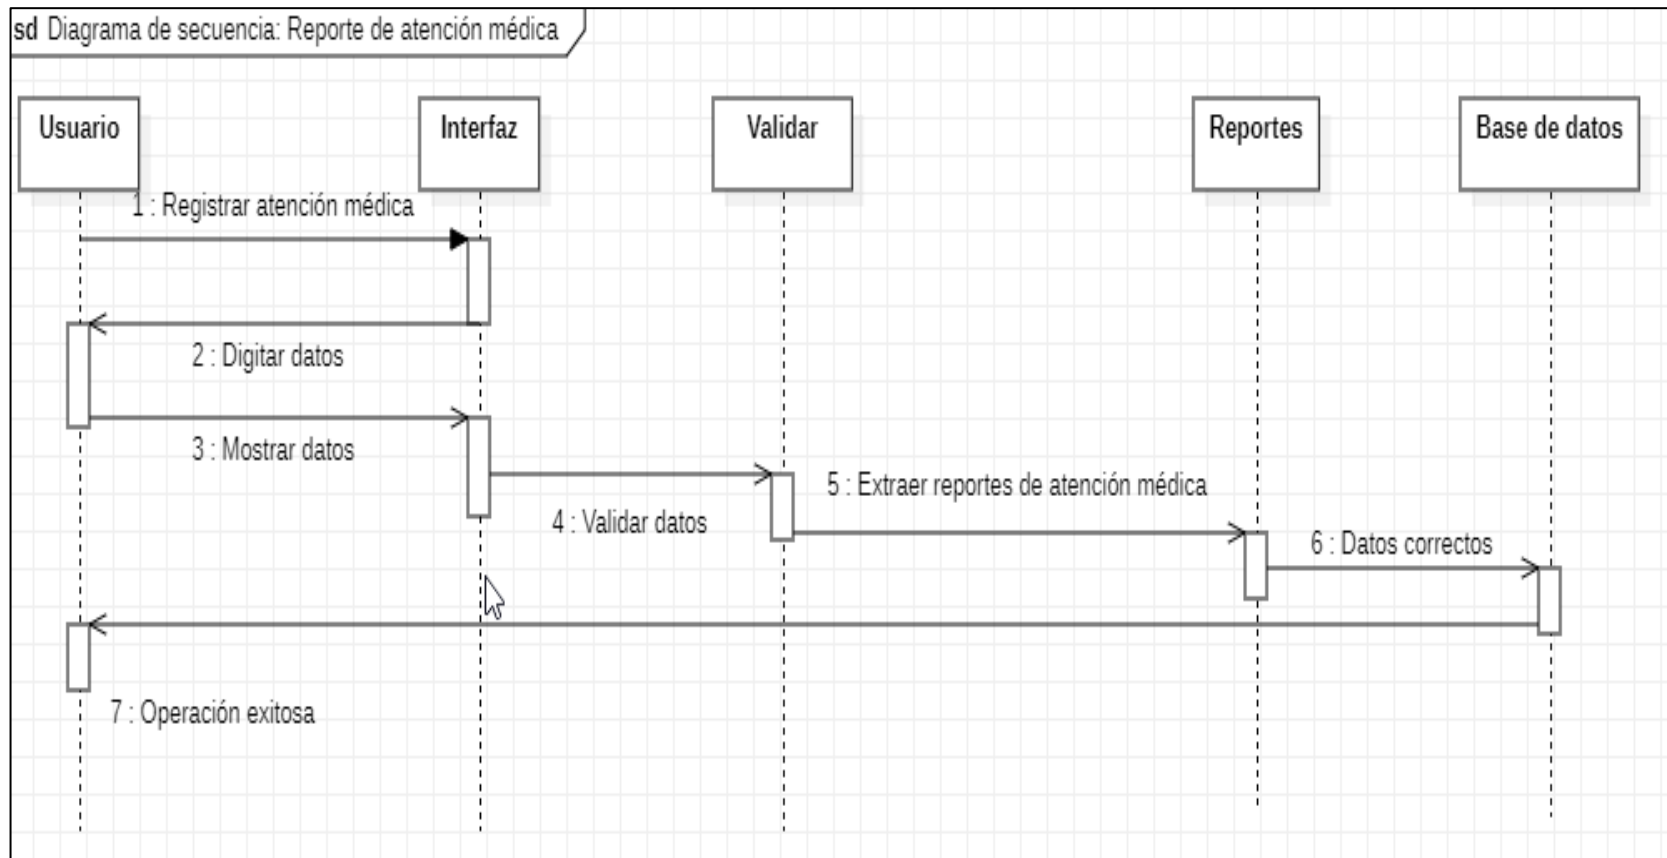 sd Diagrama de secuencia: Reporte de atención médica
Usuario
Interfaz
Validar
Reportes
Base de datos
1 : Registrar atención médica
2 : Digitar datos
3 : Mostrar datos
4 : Validar datos
5 : Extraer reportes de atención médica
6 : Datos correctos
7 : Operación exitosa